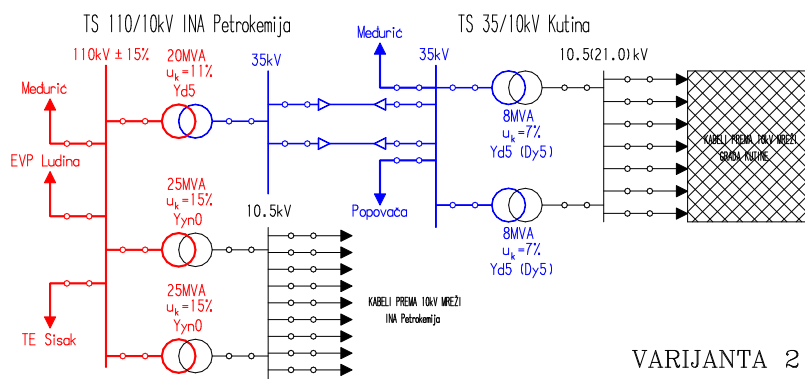 TS 110/10kV INA Petrokemija
TS 35/10kV Kutina
110kV ± 15%
20MVA
uk=11%
Yd5
35kV
Međurić
35kV
10.5(21.0)kV
Međurić
EVP Ludina
TE Sisak
25MVA
uk=15%
Yyn0
25MVA
uk=15%
Yyn0
10.5kV
KABELI PREMA 10kV MREŽI
INA Petrokemija
Popovača
8MVA
uk=7%
Yd5 (Dy5)
8MVA
uk=7%
Yd5 (Dy5)
KABELI PREMA 10kV MREŽI
GRADA KUTINE
VARIJANTA 2